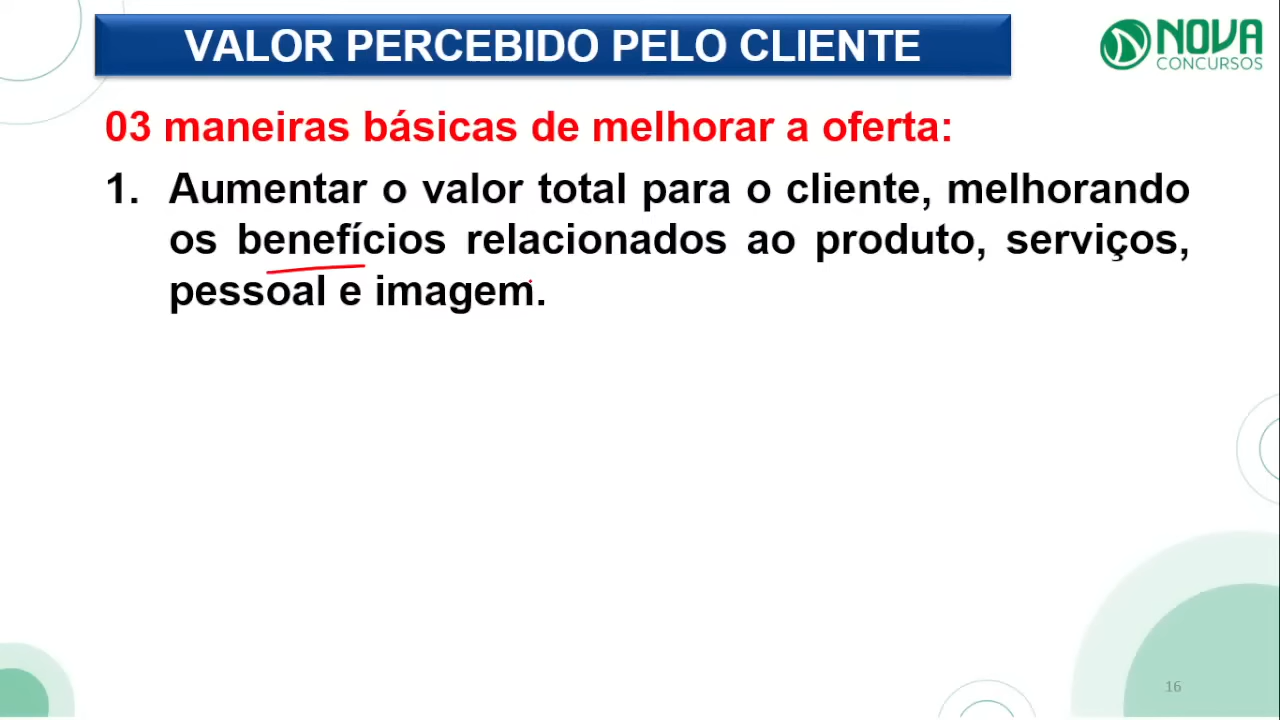 VALOR PERCEBIDO PELO CLIENTE
NOVA
CONCURSOS
03 maneiras básicas de melhorar a oferta:
1. Aumentar o valor total para o cliente, melhorando
os benefícios relacionados ao produto, serviços,
pessoal e imagem.
16